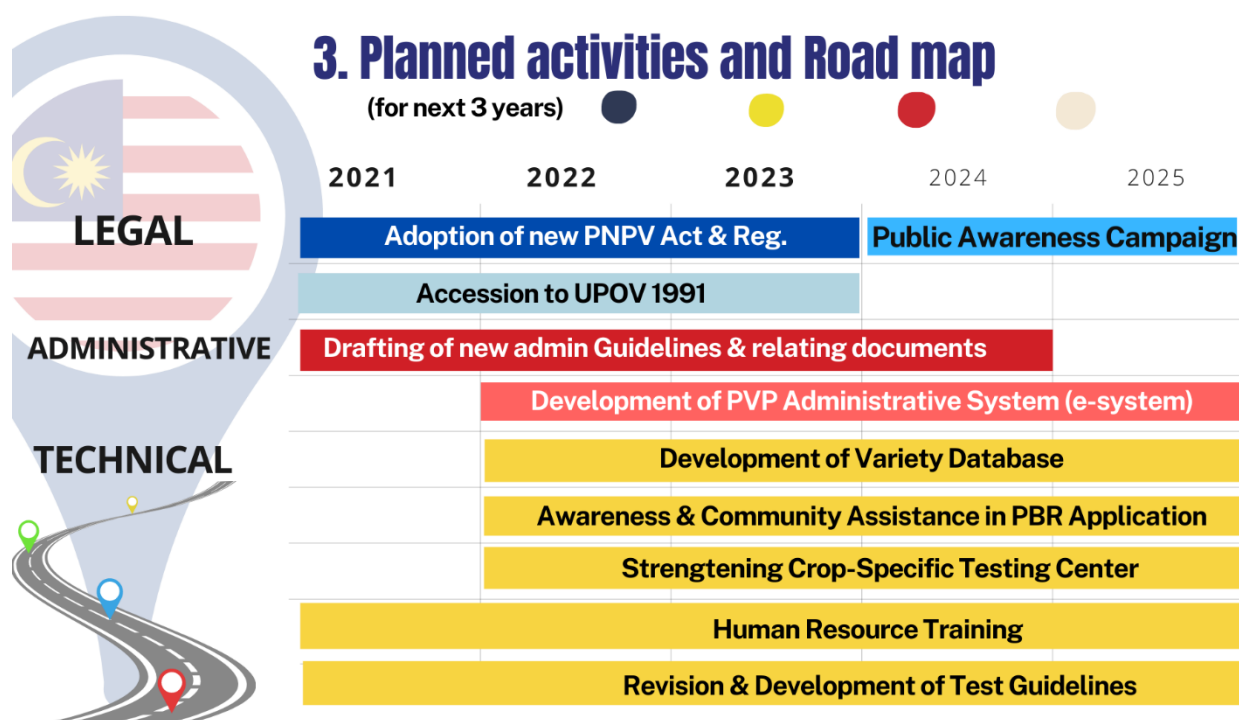 3. Planned activities and Road map
(for next 3 years)
2021 2022 2023 2024 2025
LEGAL
Adoption of new PNPV Act & Reg. Public Awareness Campaign
Accession to UPOV 1991
ADMINISTRATIVE
Drafting of new admin Guidelines & relating documents
Development of PVP Administrative System (e-system)
TECHNICAL
Development of Variety Database
Awareness & Community Assistance in PBR Application
Strengtening Crop-Specific Testing Center
Human Resource Training
Revision & Development of Test Guidelines